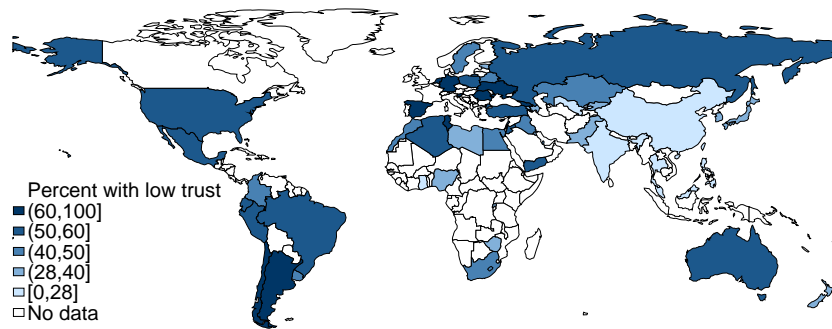 Percent with low trust
(60,100]
(50,60]
(40,50]
(28,40]
[0,28]
No data